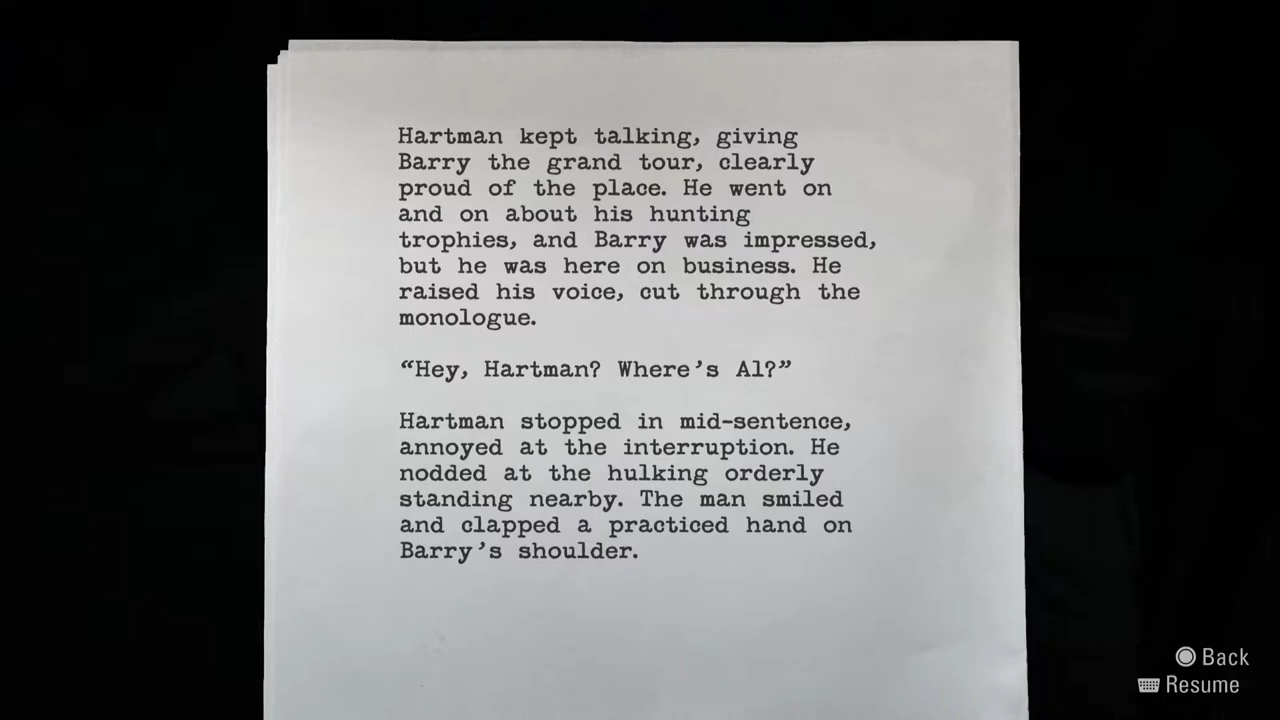 Hartman kept talking, giving
Barry the grand tour, clearly
proud of the place. He went on
and on about his hunting
trophies, and Barry was impressed,
but he was here on business. He
raised his voice, cut through the
monologue.
“Hey, Hartman? Where’s Al?”
Hartman stopped in mid-sentence,
annoyed at the interruption. He
nodded at the hulking orderly
standing nearby. The man smiled
and clapped a practiced hand on
Barry’s shoulder.
Back
Resume